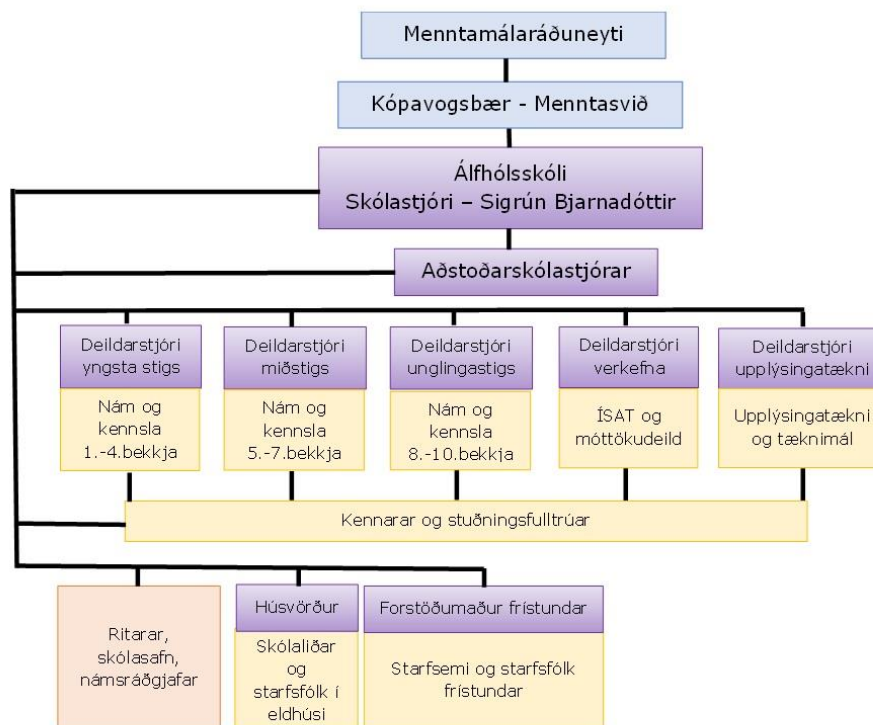 Menntamálaráðuneyti
Kópavogsbær - Menntasvið
Álfhólsskóli
Skólastjóri – Sigrún Bjarnadóttir
Aðstoðarskólastjórar
Deildarstjóri
yngsta stigs
Nám og
kennsla
1.-4.bekkja
Deildarstjóri
miðstigs
Nám og
kennsla
5.-7.bekkja
Deildarstjóri
unglingastigs
Nám og
kennsla
8.-10.bekkja
Deildarstjóri
verkefna
ÍSAT og
móttökudeild
Deildarstjóri
upplýsingatækni
Upplýsingatækni
og tæknimál
Kennarar og stuðningsfulltrúar
Ritarar,
skólasafn,
námsráðgjafar
Húsvörður
Skólaliðar
og
starfsfólk í
eldhúsi
Forstöðumaður frístundar
Starfsemi og starfsfólk
frístundar